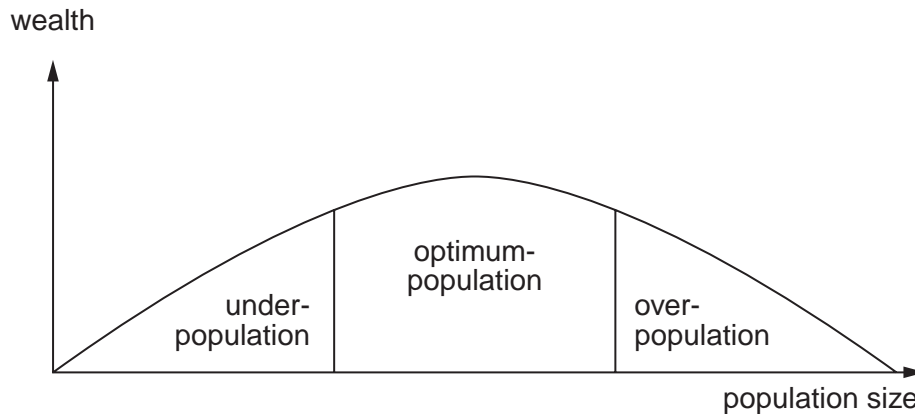 wealth
optimum-
population
under-
population
over-
population
population size